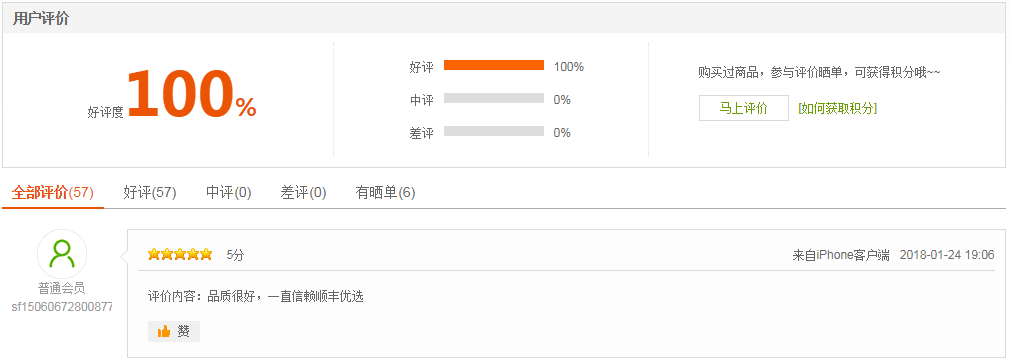 用户评价
好评度100%
好评 100%
中评 0%
差评 0%
购买过商品，参与评价晒单，可获得积分哦~~
马上评价 [如何获取积分]
全部评价(57) 好评(57) 中评(0) 差评(0) 有晒单(6)
5分 来自iPhone客户端 2018-01-24 19:06
普通会员
sf15060672800877
评价内容：品质很好，一直信赖顺丰优选
赞